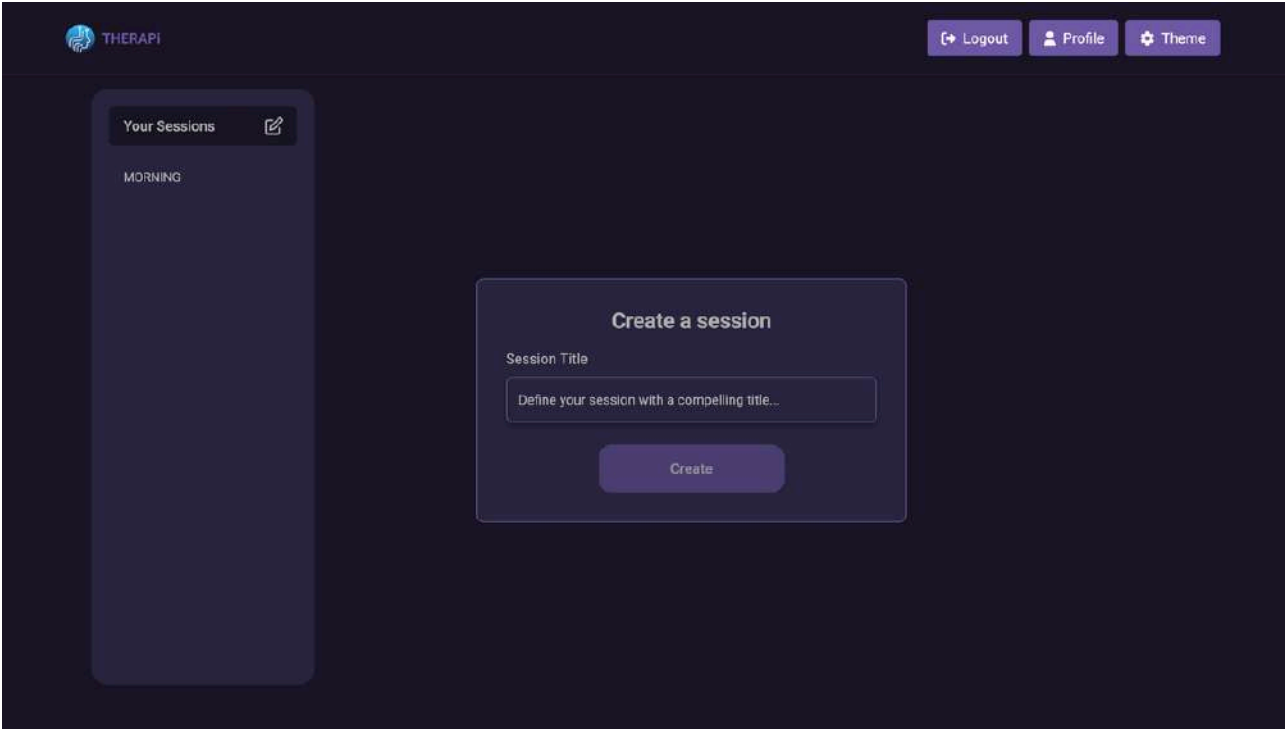 THERAPI
Logout
Profile
Theme
Your Sessions
MORNING
Create a session
Session Title
Define your session with a compelling title...
Create